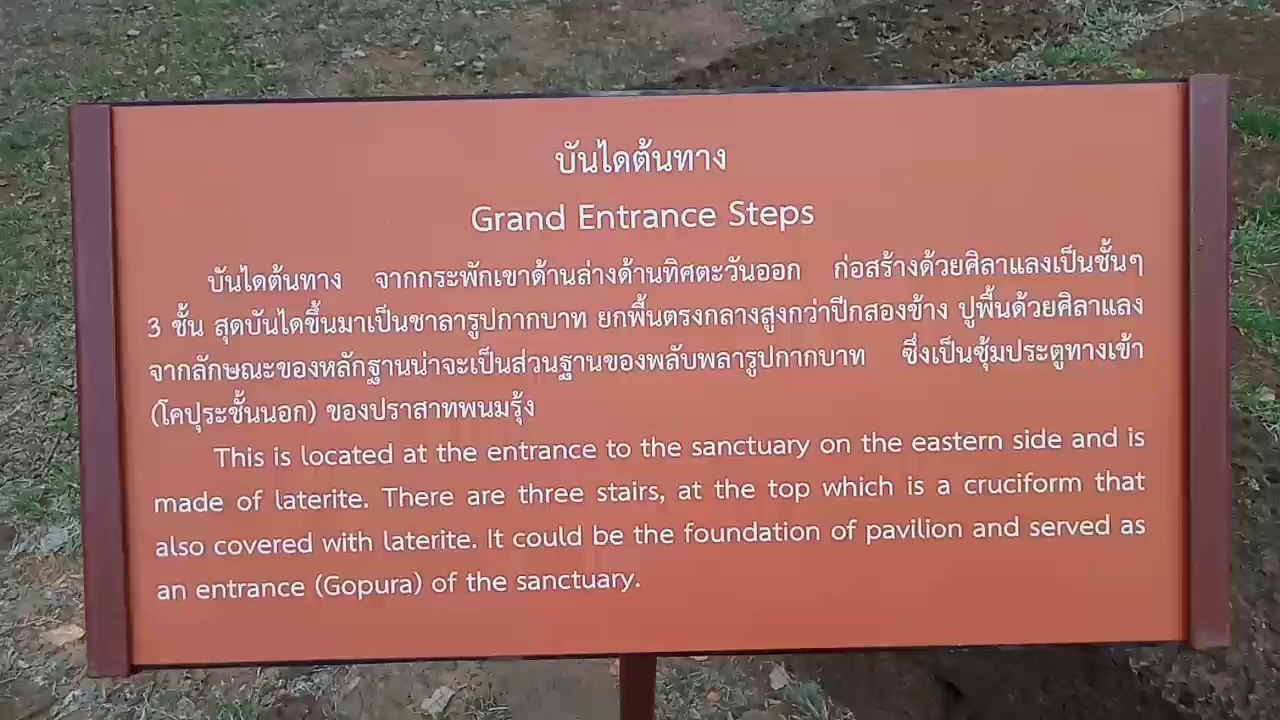 บันไดต้นทาง
Grand Entrance Steps
บันไดต้นทาง จากกระพักเขาด้านล่างด้านทิศตะวันออก ก่อสร้างด้วยศิลาแลงเป็นชั้นๆ
3 ชั้น สุดบันไดขึ้นมาเป็นชาลารูปกากบาท ยกพื้นตรงกลางสูงกว่าปีกสองข้าง ปูพื้นด้วยศิลาแลง
จากลักษณะของหลักฐานน่าจะเป็นส่วนฐานของพลับพลารูปกากบาท ซึ่งเป็นซุ้มประตูทางเข้า
(โคปุระชั้นนอก) ของปราสาทพนมรุ้ง
This is located at the entrance to the sanctuary on the eastern side and is
made of laterite. There are three stairs, at the top which is a cruciform that
also covered with laterite. It could be the foundation of pavilion and served as
an entrance (Gopura) of the sanctuary.